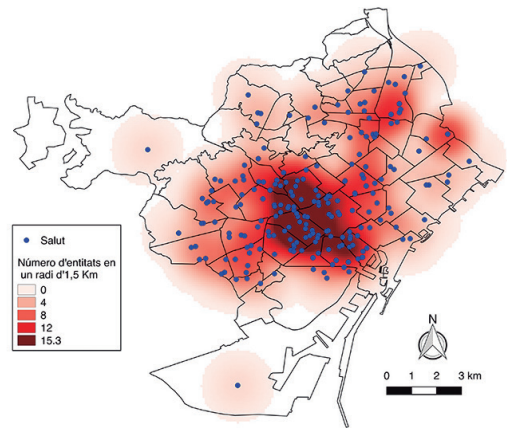 Salut
Número d'entitats en
un radi d'1,5 Km
0
4
8
12
15.3
N
0 1 2 3 km